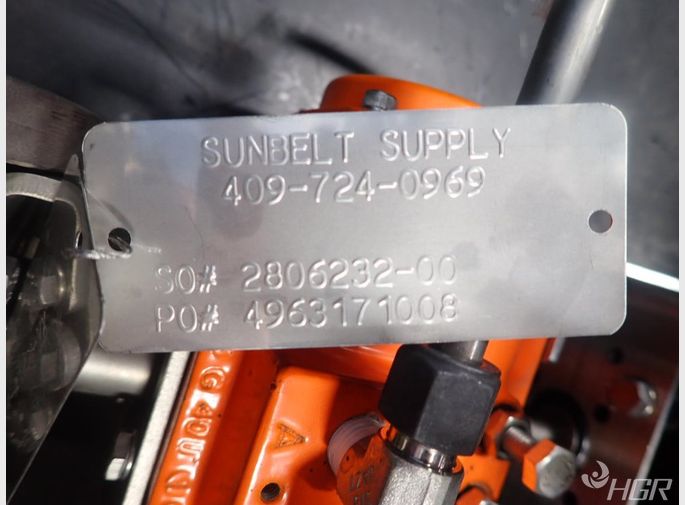 SUNBELT SUPPLY
409-724-0969
SO# 2806232-00
PO# 4963171008
A
HGR